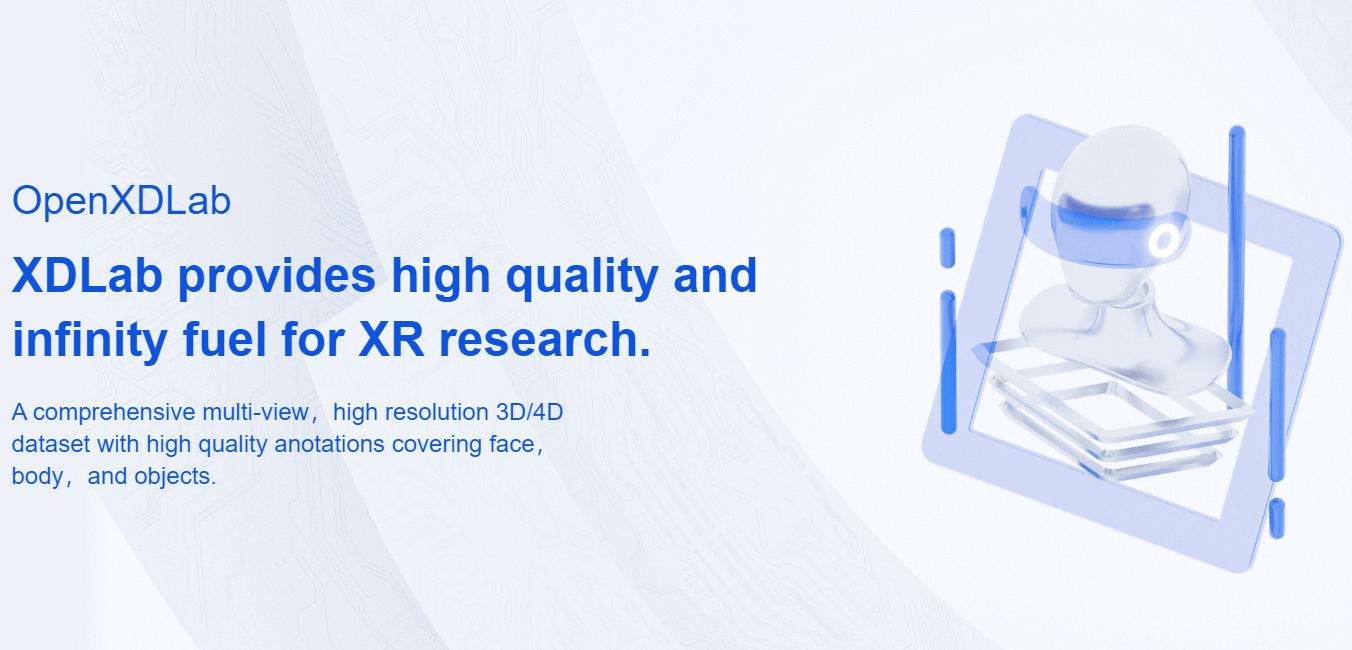 OpenXDLab
XDLab provides high quality and
infinity fuel for XR research.
A comprehensive multi-view，high resolution 3D/4D
dataset with high quality anotations covering face，
body，and objects.